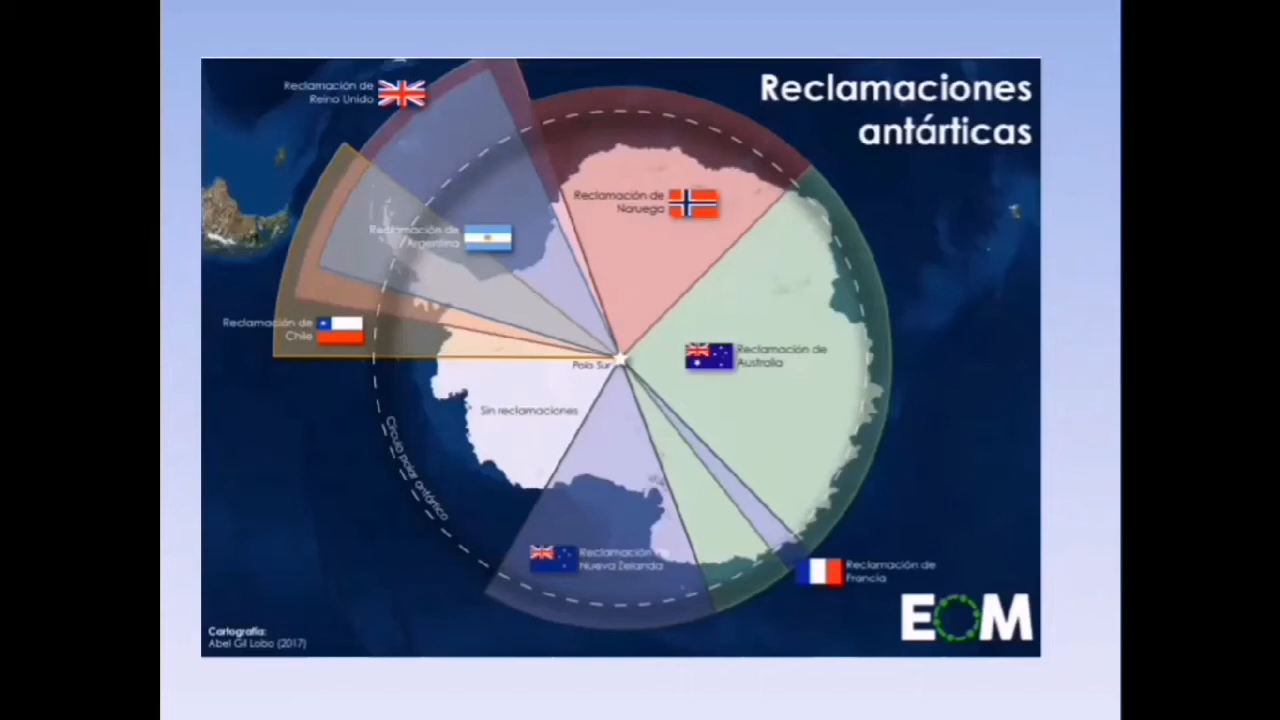 Reclamaciones
antárticas
Reclamación de
Reino Unido
Reclamación de
Noruega
Reclamación de
Argentina
Reclamación de
Chile
Polo Sur
Reclamación de
Australia
Sin reclamaciones
Círculo polar antártico
Reclamación de
Nueva Zelanda
Reclamación de
Francia
EOM
Cartografía:
Abel Gil Lobo (2017)